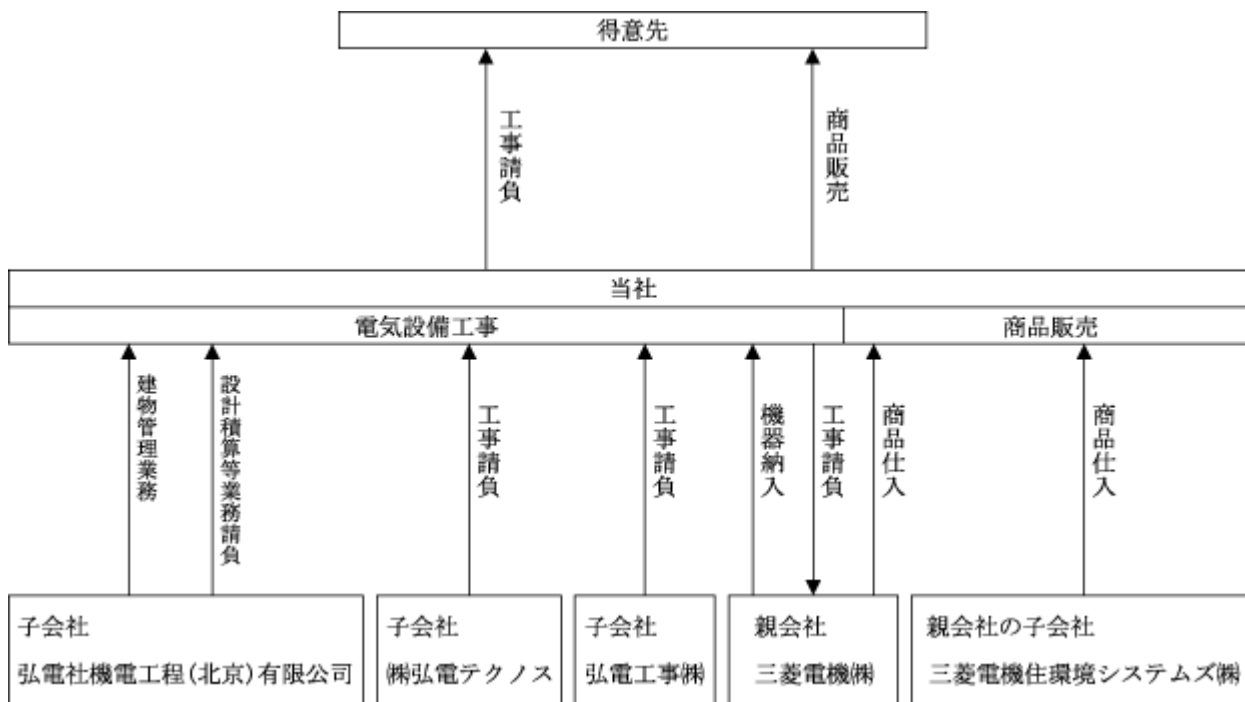 得意先
工事請負
商品販売
当社
電気設備工事
商品販売
建物管理業務
設計積算等業務請負
工事請負
工事請負
機器納入
工事請負
商品仕入
商品仕入
子会社
弘電社機電工程(北京)有限公司
子会社
㈱弘電テクノス
子会社
弘電工事㈱
親会社
三菱電機㈱
親会社の子会社
三菱電機住環境システムズ㈱